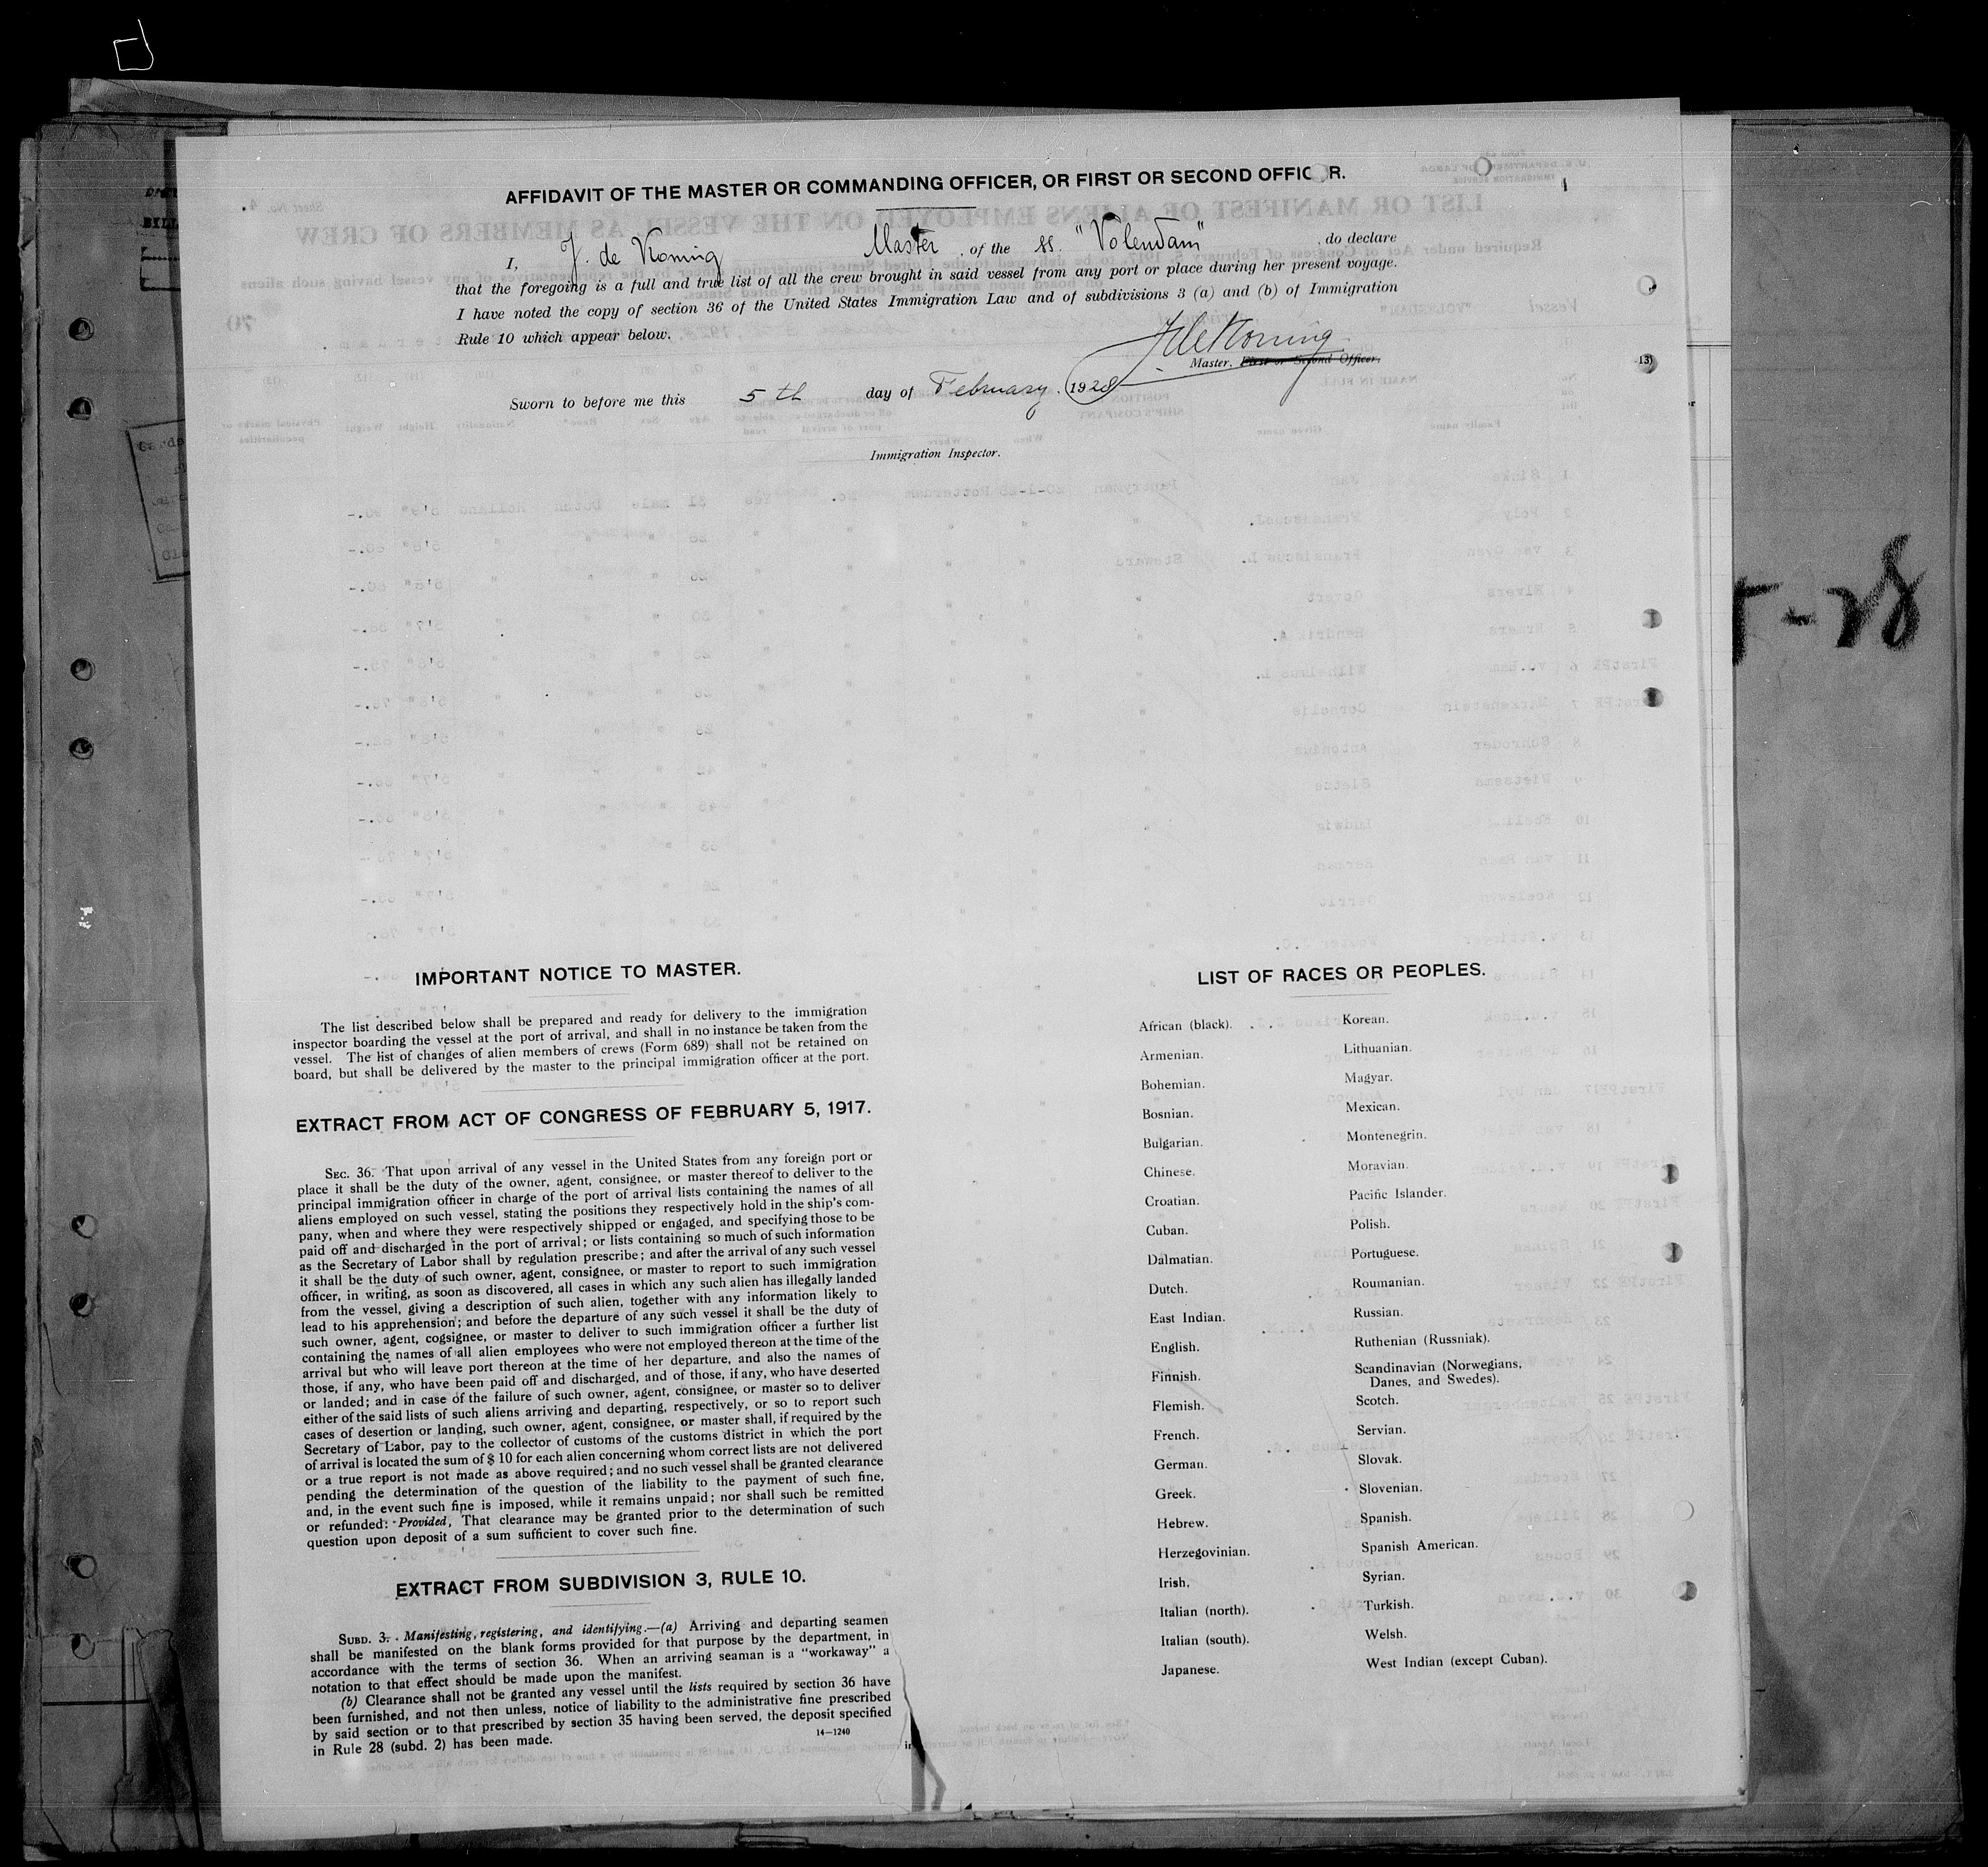 AFFIDAVIT OF THE MASTER OR COMMANDING OFFICER, OR FIRST OR SECOND OFFIC R.
I, J. de Koning Master, of the SS. "Volendam", do declare
that the foregoing is a full and true list of all the crew brought in said vessel from any port or place during her present voyage.
I have noted the copy of section 36 of the United States Immigration Law and of subdivisions 3 (a) and (b) of Immigration
Rule 10 which appear below.
J de Koning
Master. First or Second Officer.
Sworn to before me this 5th day of February, 1928
Immigration Inspector.
IMPORTANT NOTICE TO MASTER.
The list described below shall be prepared and ready for delivery to the immigration
inspector boarding the vessel at the port of arrival, and shall in no instance be taken from the
vessel. The list of changes of alien members of crews (Form 689) shall not be retained on
board, but shall be delivered by the master to the principal immigration officer at the port.
EXTRACT FROM ACT OF CONGRESS OF FEBRUARY 5, 1917.
SEC. 36. That upon arrival of any vessel in the United States from any foreign port or
place it shall be the duty of the owner, agent, consignee, or master thereof to deliver to the
principal immigration officer in charge of the port of arrival lists containing the names of all
aliens employed on such vessel, stating the positions they respectively hold in the ship's com-
pany, when and where they were respectively shipped or engaged, and specifying those to be
paid off and discharged in the port of arrival; or lists containing so much of such information
as the Secretary of Labor shall by regulation prescribe; and after the arrival of any such vessel
it shall be the duty of such owner, agent, consignee, or master to report to such immigration
officer, in writing, as soon as discovered, all cases in which any such alien has illegally landed
from the vessel, giving a description of such alien, together with any information likely to
lead to his apprehension; and before the departure of any such vessel it shall be the duty of
such owner, agent, cogsignee, or master to deliver to such immigration officer a further list
containing the names of all alien employees who were not employed thereon at the time of the
arrival but who will leave port thereon at the time of her departure, and also the names of
those, if any, who have been paid off and discharged, and of those, if any, who have deserted
or landed; and in case of the failure of such owner, agent, consignee, or master so to deliver
either of the said lists of such aliens arriving and departing, respectively, or so to report such
cases of desertion or landing, such owner, agent, consignee, or master shall, if required by the
Secretary of Labor, pay to the collector of customs of the customs district in which the port
of arrival is located the sum of $ 10 for each alien concerning whom correct lists are not delivered
or a true report is not made as above required; and no such vessel shall be granted clearance
pending the determination of the question of the liability to the payment of such fine,
and, in the event such fine is imposed, while it remains unpaid; nor shall such be remitted
or refunded: Provided, That clearance may be granted prior to the determination of such
question upon deposit of a sum sufficient to cover such fine.
EXTRACT FROM SUBDIVISION 3, RULE 10.
SUBD. 3. Manifesting, registering, and identifying.—(a) Arriving and departing seamen
shall be manifested on the blank forms provided for that purpose by the department, in
accordance with the terms of section 36. When an arriving seaman is a "workaway" a
notation to that effect should be made upon the manifest.
(b) Clearance shall not be granted any vessel until the lists required by section 36 have
been furnished, and not then unless, notice of liability to the administrative fine prescribed
by said section or to that prescribed by section 35 having been served, the deposit specified
in Rule 28 (subd. 2) has been made.
14—1240
LIST OF RACES OR PEOPLES.
African (black).
Armenian.
Bohemian.
Bosnian.
Bulgarian.
Chinese.
Croatian.
Cuban.
Dalmatian.
Dutch.
East Indian.
English.
Finnish.
Flemish.
French.
German.
Greek.
Hebrew.
Herzegovinian.
Irish.
Italian (north).
Italian (south).
Japanese.
Korean.
Lithuanian.
Magyar.
Mexican.
Montenegrin.
Moravian.
Pacific Islander.
Polish.
Portuguese.
Roumanian.
Russian.
Ruthenian (Russniak).
Scandinavian (Norwegians,
Danes, and Swedes).
Scotch.
Servian.
Slovak.
Slovenian.
Spanish.
Spanish American.
Syrian.
Turkish.
Welsh.
West Indian (except Cuban).
13)
-28